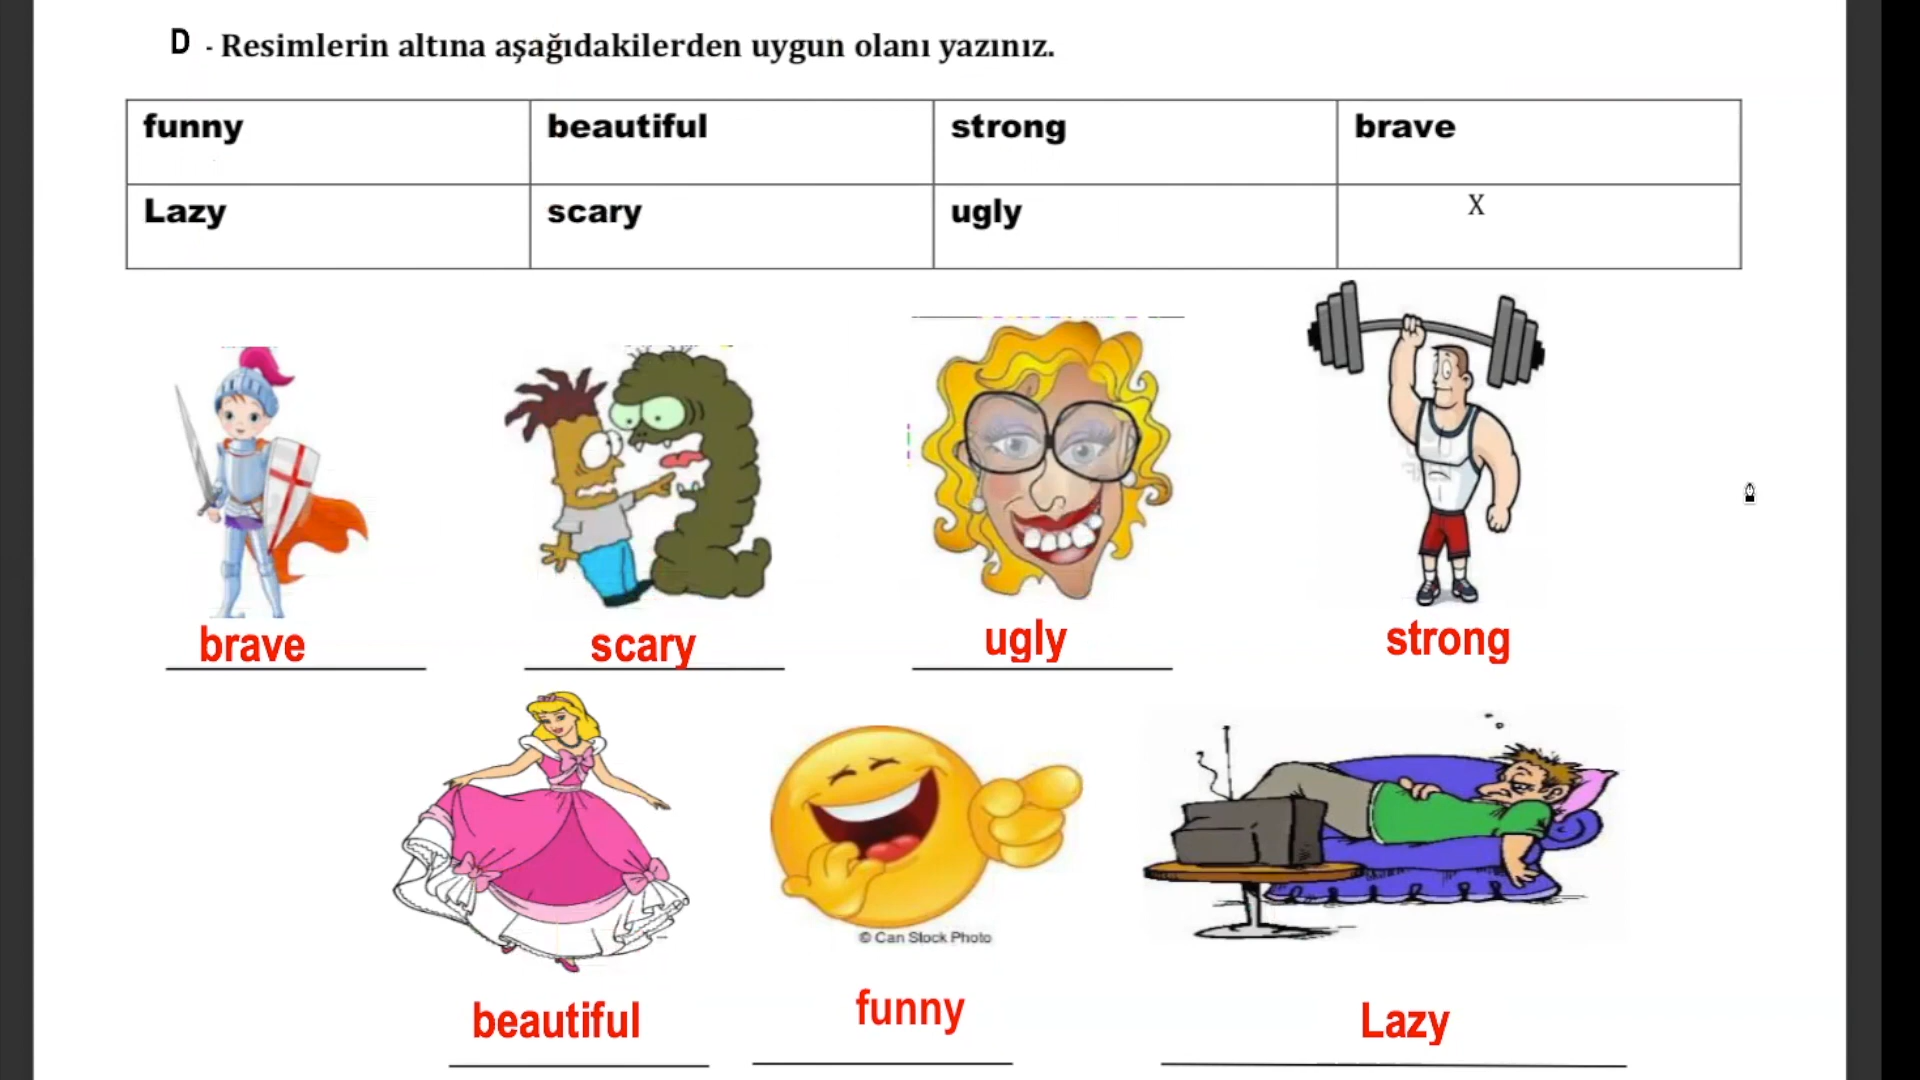 D - Resimlerin altına aşağıdakilerden uygun olanı yazınız.
funny beautiful strong brave
Lazy scary ugly X
brave scary ugly strong
© Can Stock Photo
beautiful funny Lazy